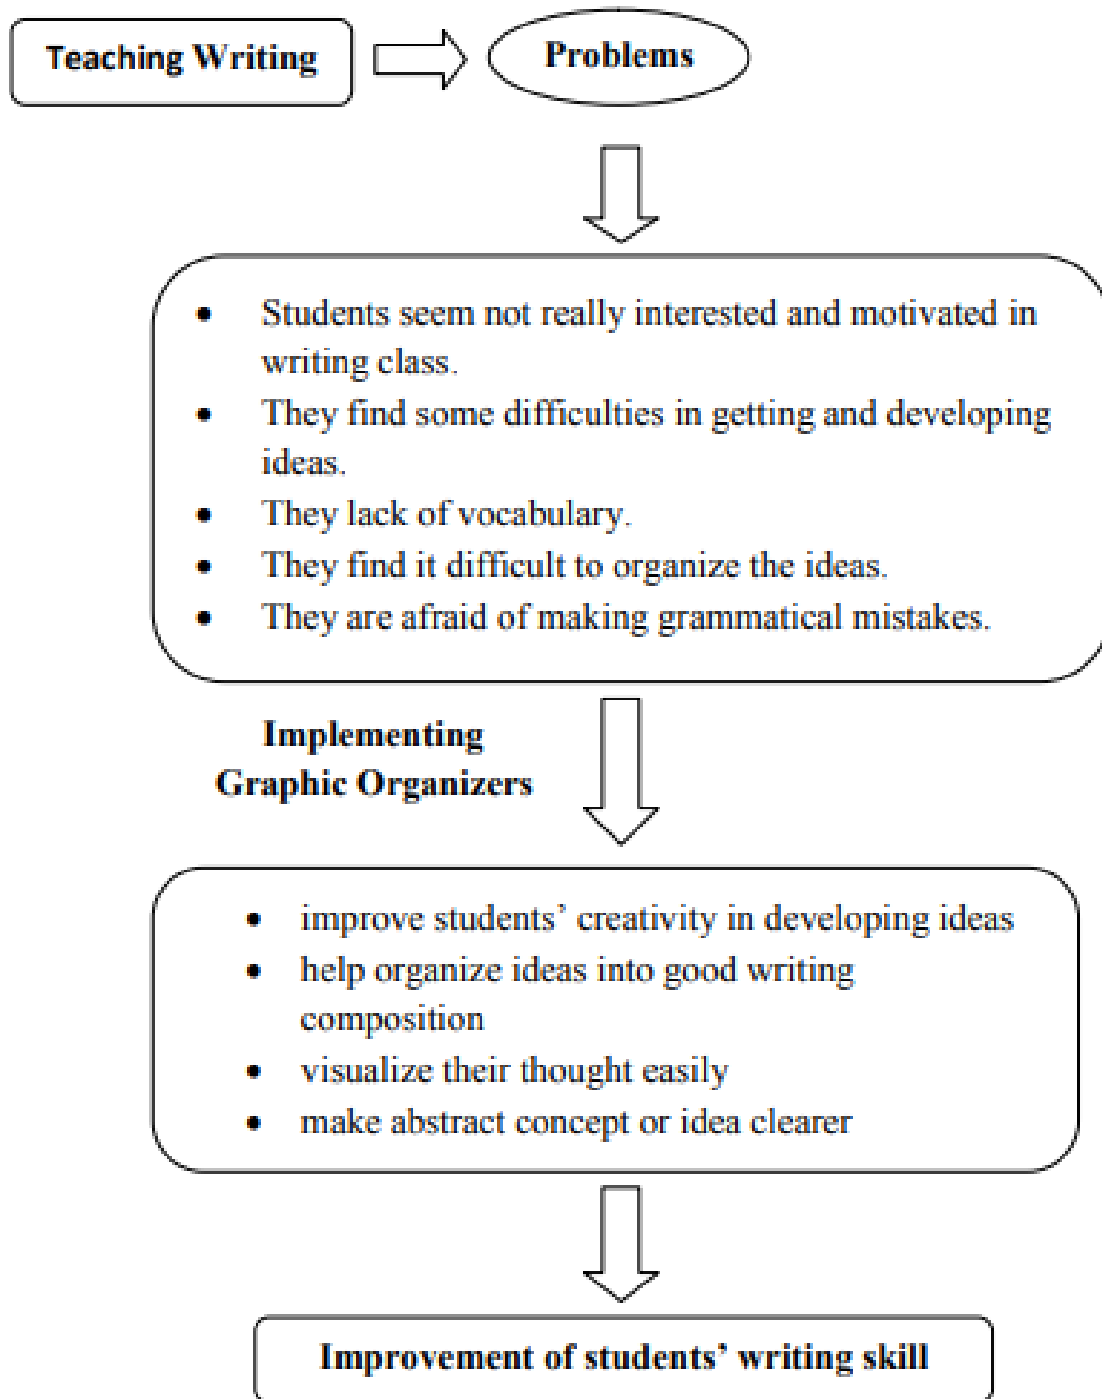 Teaching Writing
Problems
• Students seem not really interested and motivated in
writing class.
• They find some difficulties in getting and developing
ideas.
• They lack of vocabulary.
• They find it difficult to organize the ideas.
• They are afraid of making grammatical mistakes.
Implementing
Graphic Organizers
• improve students’ creativity in developing ideas
• help organize ideas into good writing
composition
• visualize their thought easily
• make abstract concept or idea clearer
Improvement of students’ writing skill